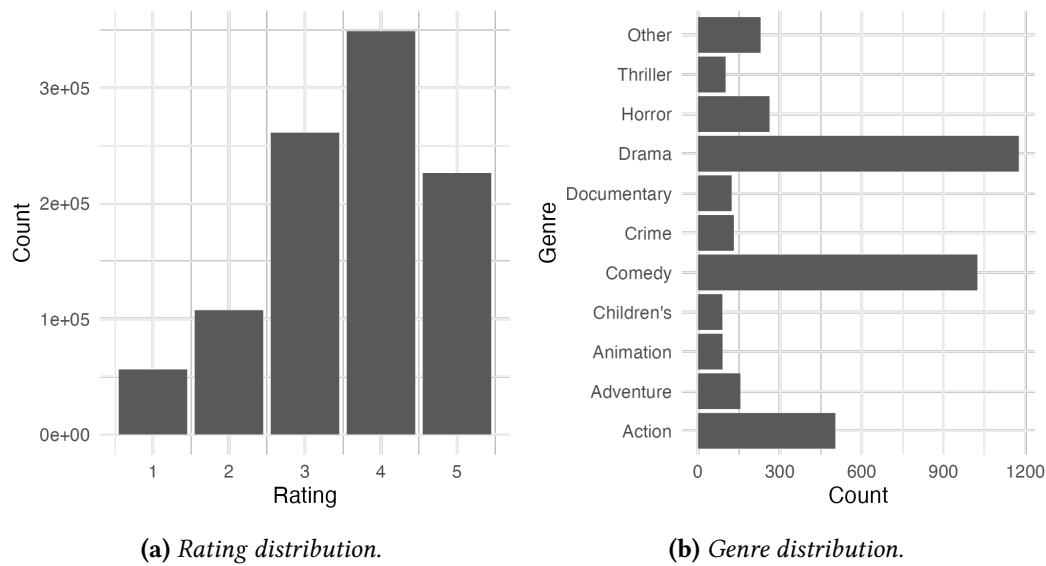 3e+05
2e+05
1e+05
0e+00
Count
1 2 3 4 5
Rating
(a) Rating distribution.
Other
Thriller
Horror
Drama
Documentary
Crime
Comedy
Children's
Animation
Adventure
Action
Genre
0 300 600 900 1200
Count
(b) Genre distribution.